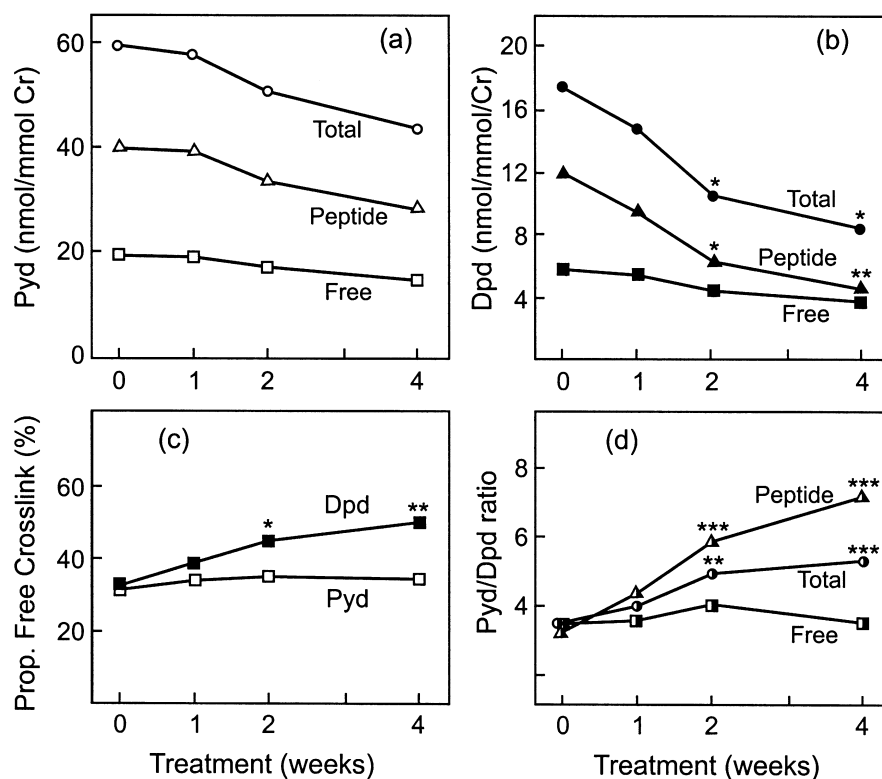 (a)
Pyd (nmol/mmol Cr)
60
40
20
0
Total
Peptide
Free
0 1 2 4
(b)
Dpd (nmol/mmol/Cr)
20
16
12
8
4
*
*
Total
*
Peptide
**
Free
0 1 2 4
(c)
Prop. Free Crosslink (%)
60
40
20
Dpd
*
**
Pyd
0 1 2 4
Treatment (weeks)
(d)
Pyd/Dpd ratio
8
6
4
Peptide
***
***
**
***
Total
Free
0 1 2 4
Treatment (weeks)